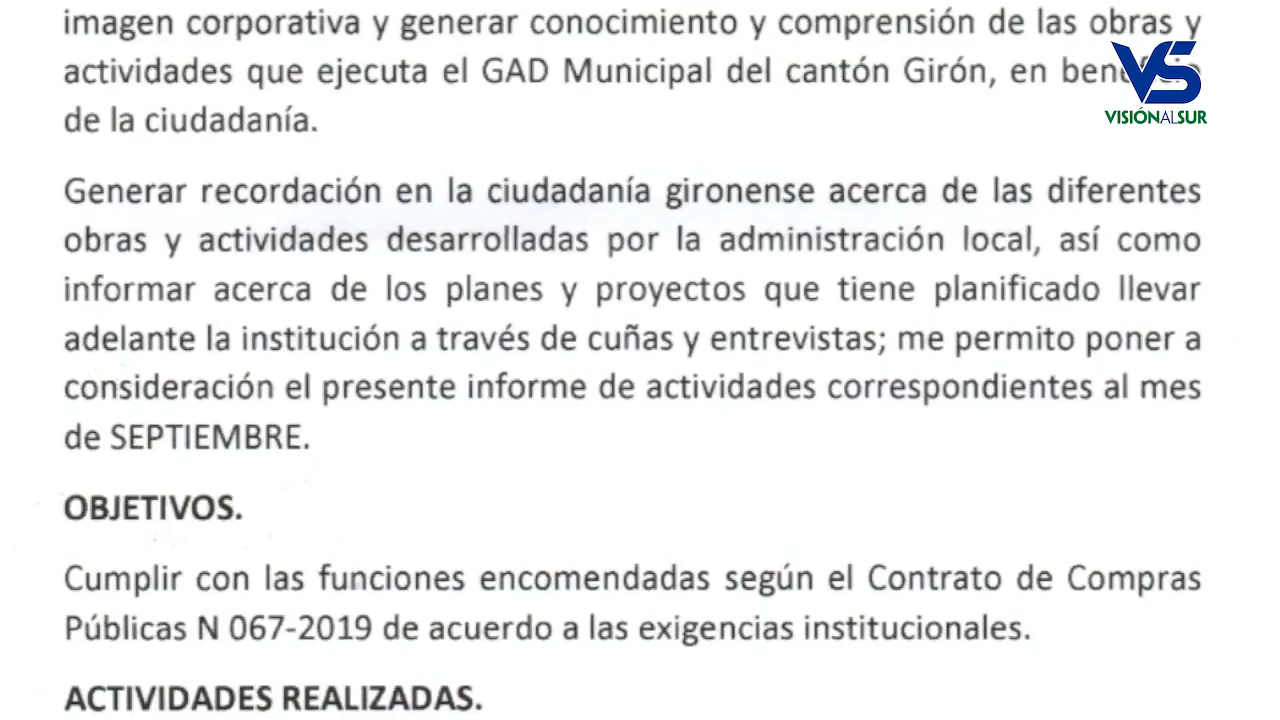 imagen corporativa y generar conocimiento y comprensión de las obras y
actividades que ejecuta el GAD Municipal del cantón Girón, en beneficio
de la ciudadanía.
VS
VISIÓNALSUR
Generar recordación en la ciudadanía gironense acerca de las diferentes
obras y actividades desarrolladas por la administración local, así como
informar acerca de los planes y proyectos que tiene planificado llevar
adelante la institución a través de cuñas y entrevistas; me permito poner a
consideración el presente informe de actividades correspondientes al mes
de SEPTIEMBRE.
OBJETIVOS.
Cumplir con las funciones encomendadas según el Contrato de Compras
Públicas N 067-2019 de acuerdo a las exigencias institucionales.
ACTIVIDADES REALIZADAS.